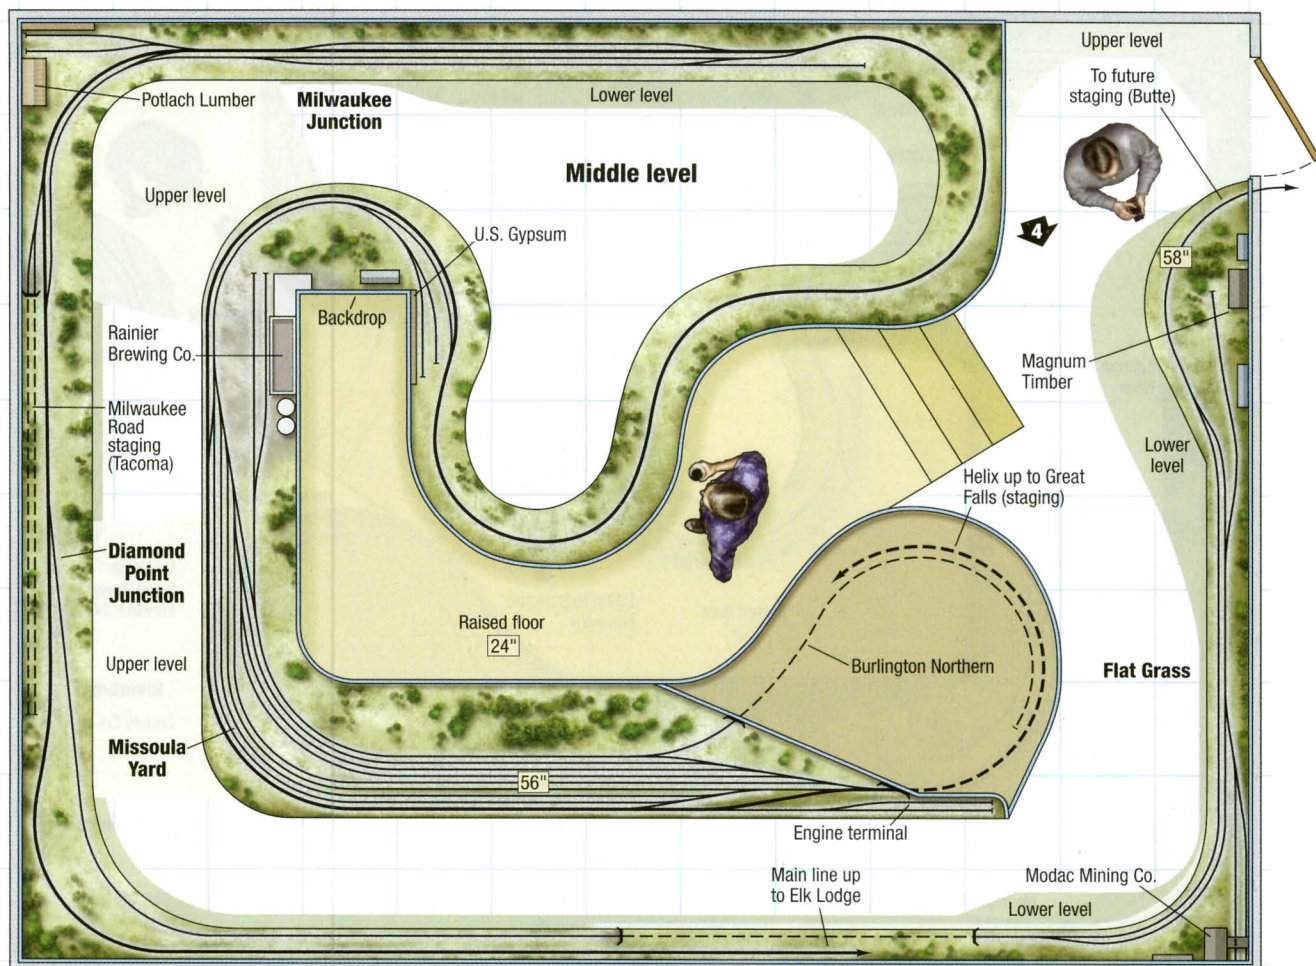 Upper level
To future
staging (Butte)
Potlach Lumber
Milwaukee
Junction
Lower level
Middle level
Upper level
U.S. Gypsum
4
58"
Backdrop
Rainier
Brewing Co.
Magnum
Timber
Milwaukee
Road
staging
(Tacoma)
Lower
level
Helix up to Great
Falls (staging)
Diamond
Point
Junction
Raised floor
24"
Burlington Northern
Flat Grass
Upper level
Missoula
Yard
56"
Engine terminal
Main line up
to Elk Lodge
Modac Mining Co.
Lower level